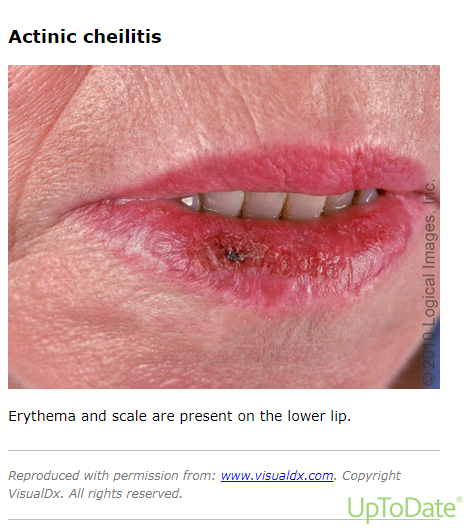 Actinic cheilitis
© 2010 Logical Images, Inc.
Erythema and scale are present on the lower lip.
Reproduced with permission from: www.visualdx.com. Copyright
VisualDx. All rights reserved.
UpToDate®